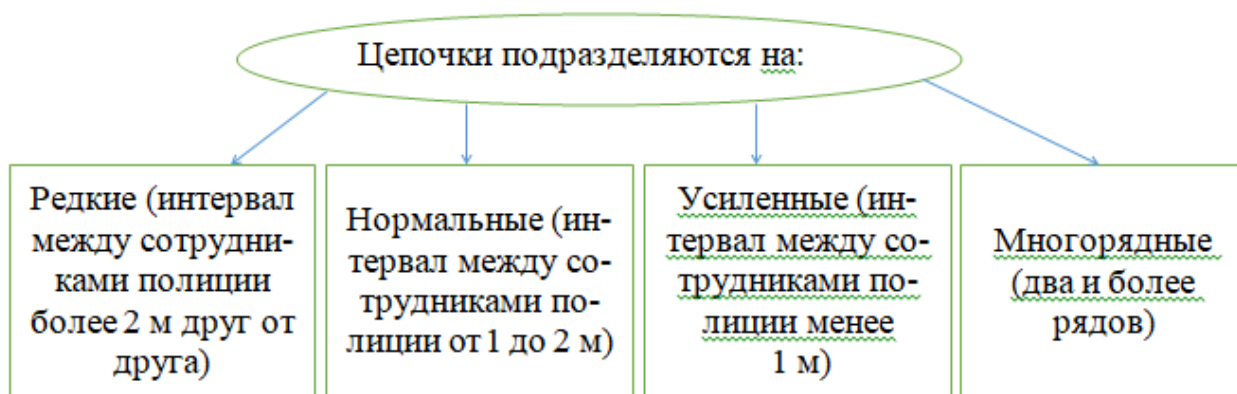 Цепочки подразделяются на:
Редкие (интервал
между сотрудни-
ками полиции
более 2 м друг от
друга)
Нормальные (ин-
тервал между со-
трудниками по-
лиции от 1 до 2 м)
Усиленные (ин-
тервал между со-
трудниками по-
лиции менее
1 м)
Многорядные
(два и более
рядов)